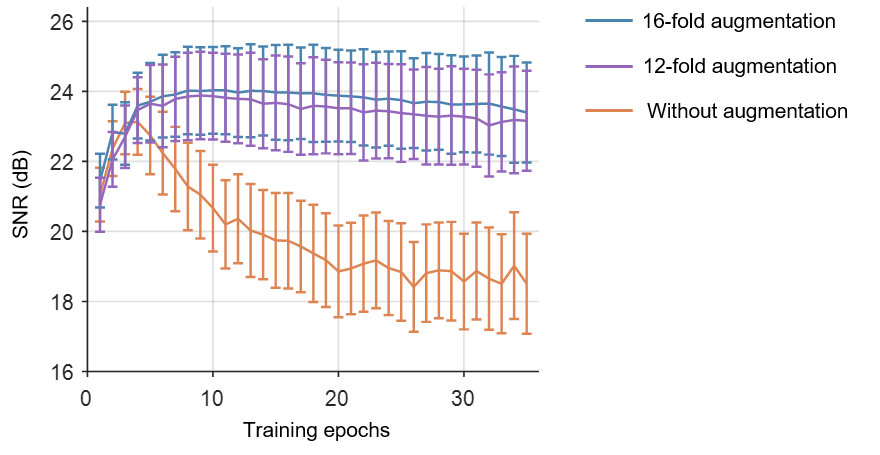 26
24
22
20
18
16
SNR (dB)
0 10 20 30
Training epochs
16-fold augmentation
12-fold augmentation
Without augmentation